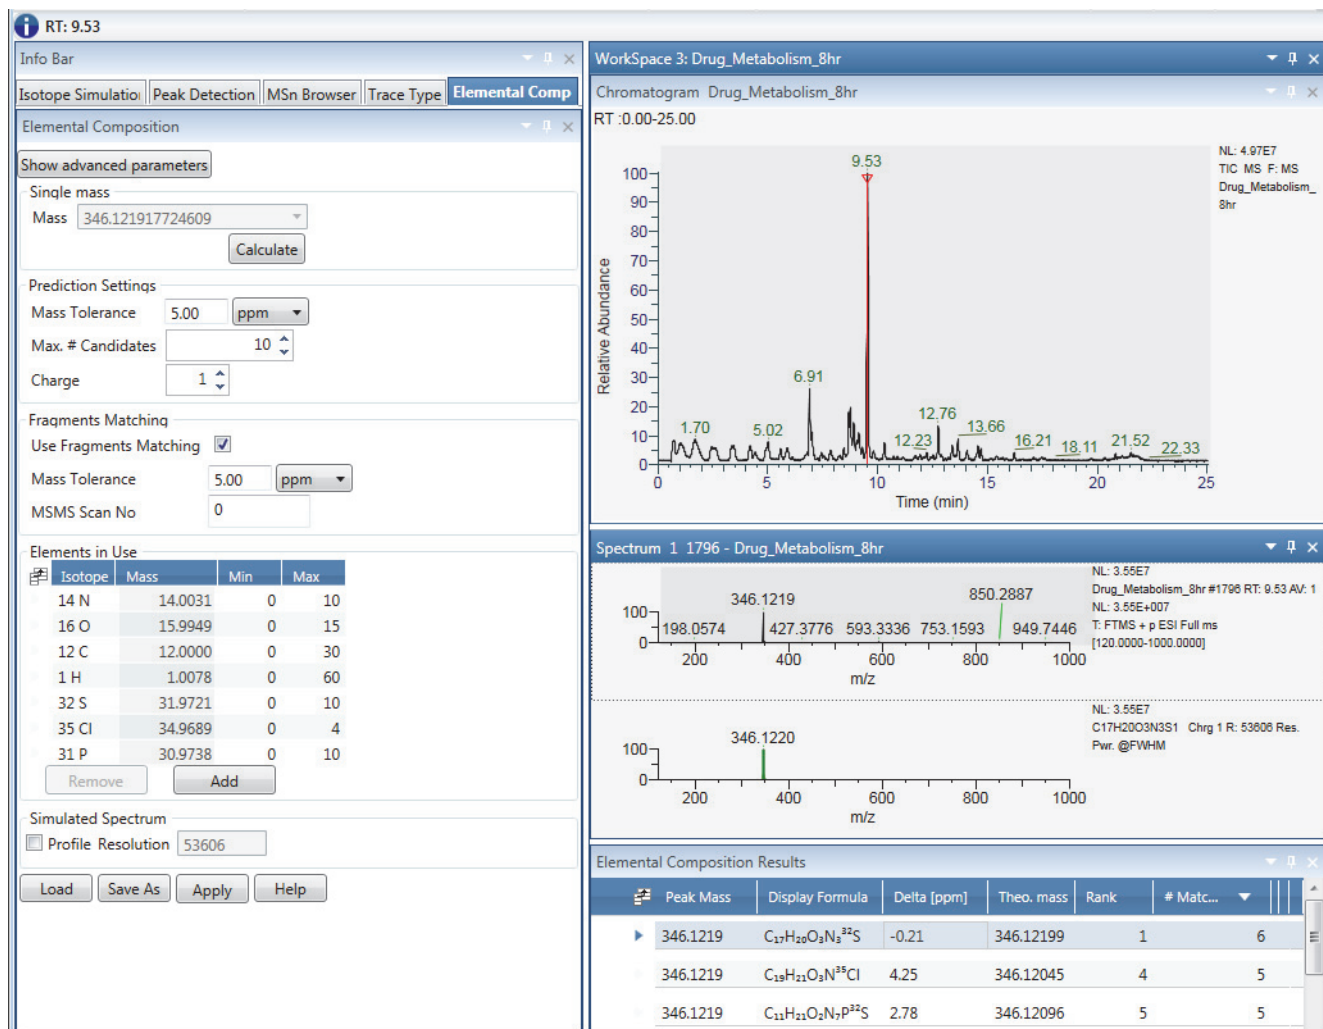 RT: 9.53
Info Bar
Isotope Simulatio Peak Detection MSn Browser Trace Type Elemental Comp
Elemental Composition
Show advanced parameters
Single mass
Mass 346.121917724609
Calculate
Prediction Settings
Mass Tolerance 5.00 ppm
Max. # Candidates 10
Charge 1
Fragments Matching
Use Fragments Matching
Mass Tolerance 5.00 ppm
MSMS Scan No 0
Elements in Use
Isotope Mass Min Max
14 N 14.0031 0 10
16 O 15.9949 0 15
12 C 12.0000 0 30
1 H 1.0078 0 60
32 S 31.9721 0 10
35 Cl 34.9689 0 4
31 P 30.9738 0 10
Remove Add
Simulated Spectrum
Profile Resolution 53606
Load Save As Apply Help
WorkSpace 3: Drug_Metabolism_8hr
Chromatogram Drug_Metabolism_8hr
RT :0.00-25.00
NL: 4.97E7
TIC MS F: MS
Drug_Metabolism_
8hr
Relative Abundance
100
90
80
70
60
50
40
30
20
10
0
9.53
6.91
1.70 5.02 12.23 12.76 13.66 16.21 18.11 21.52 22.33
0 5 10 15 20 25
Time (min)
Spectrum 1 1796 - Drug_Metabolism_8hr
NL: 3.55E7
Drug_Metabolism_8hr #1796 RT: 9.53 AV: 1
NL: 3.55E+007
T: FTMS + p ESI Full ms
[120.0000-1000.0000]
346.1219 850.2887
100
198.0574 427.3776 593.3336 753.1593 949.7446
0
200 400 600 800 1000
m/z
NL: 3.55E7
C17H20O3N3S1 Chrg 1 R: 53606 Res.
Pwr. @FWHM
346.1220
100
0
200 400 600 800 1000
m/z
Elemental Composition Results
Peak Mass Display Formula Delta [ppm] Theo. mass Rank # Matc...
346.1219 C₁₇H₂₀O₃N₃³²S -0.21 346.12199 1 6
346.1219 C₁₉H₂₁O₃N³⁵Cl 4.25 346.12045 4 5
346.1219 C₁₁H₂₁O₂N₇P³²S 2.78 346.12096 5 5